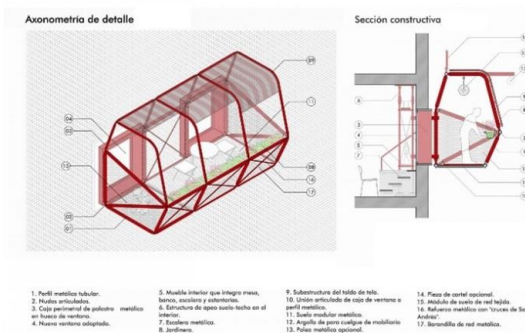 Axonometría de detalle
Sección constructiva
1. Perfil metálico tubular.
2. Nudos articulados.
3. Caja perimetral de palastro metálico
en hueco de ventana.
4. Nueva ventana adaptada.
5. Mueble interior que integra mesa,
banco, escalera y estanterías.
6. Estructura de apeo suelo-techo en el
interior.
7. Escalera metálica.
8. Jardinera.
9. Subestructura del toldo de tela.
10. Unión articulada de caja de ventana a
perfil metálico.
11. Suelo modular metálico.
12. Argolla de para cuelgue de mobiliario
13. Polea metálica opcional.
14. Pieza de cartel opcional.
15. Módulo de suelo de red tejida.
16. Refuerzo metálico con "cruces de San
Andrés".
17. Barandilla de red metálica.